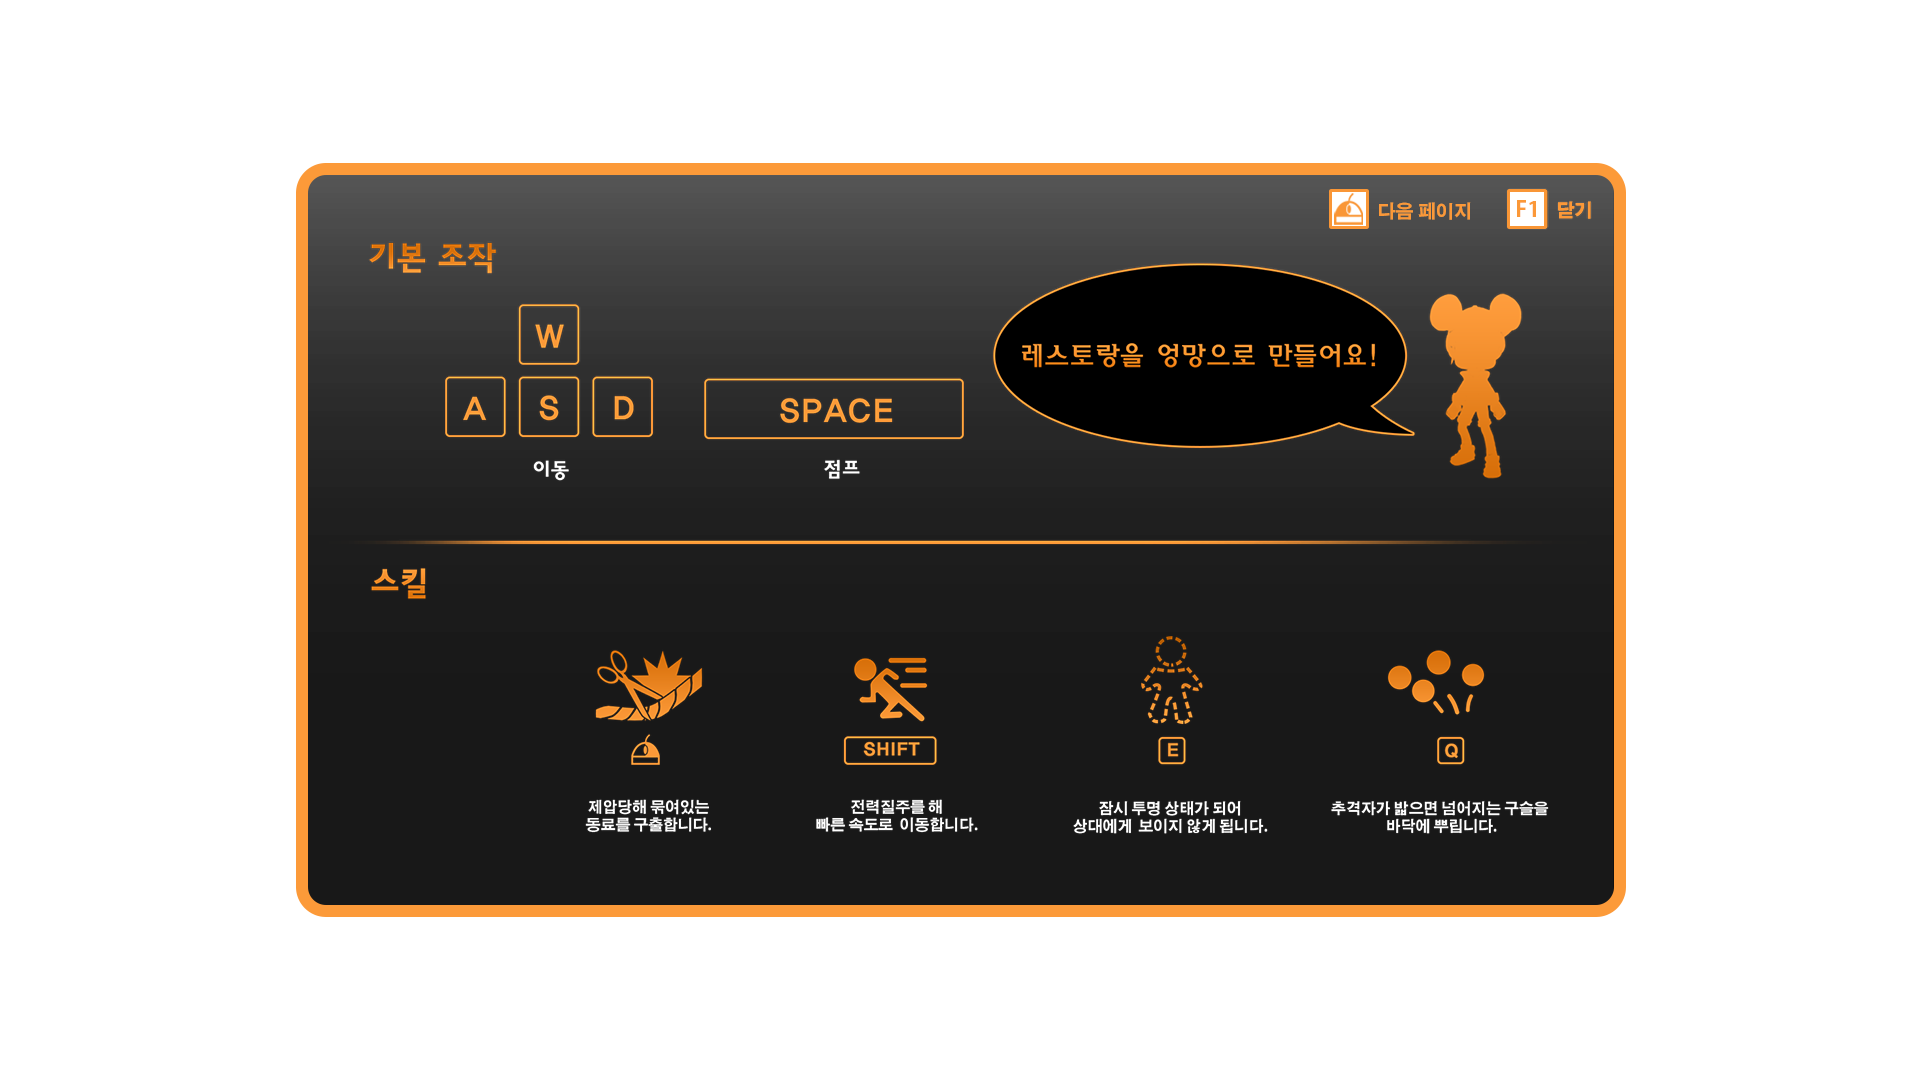 다음 페이지
F1 닫기
기본 조작
W
A S D
SPACE
이동
점프
레스토랑을 엉망으로 만들어요!
스킬
SHIFT
E
Q
제압당해 묶여있는
동료를 구출합니다.
전력질주를 해
빠른 속도로 이동합니다.
잠시 투명 상태가 되어
상대에게 보이지 않게 됩니다.
추격자가 밟으면 넘어지는 구슬을
바닥에 뿌립니다.